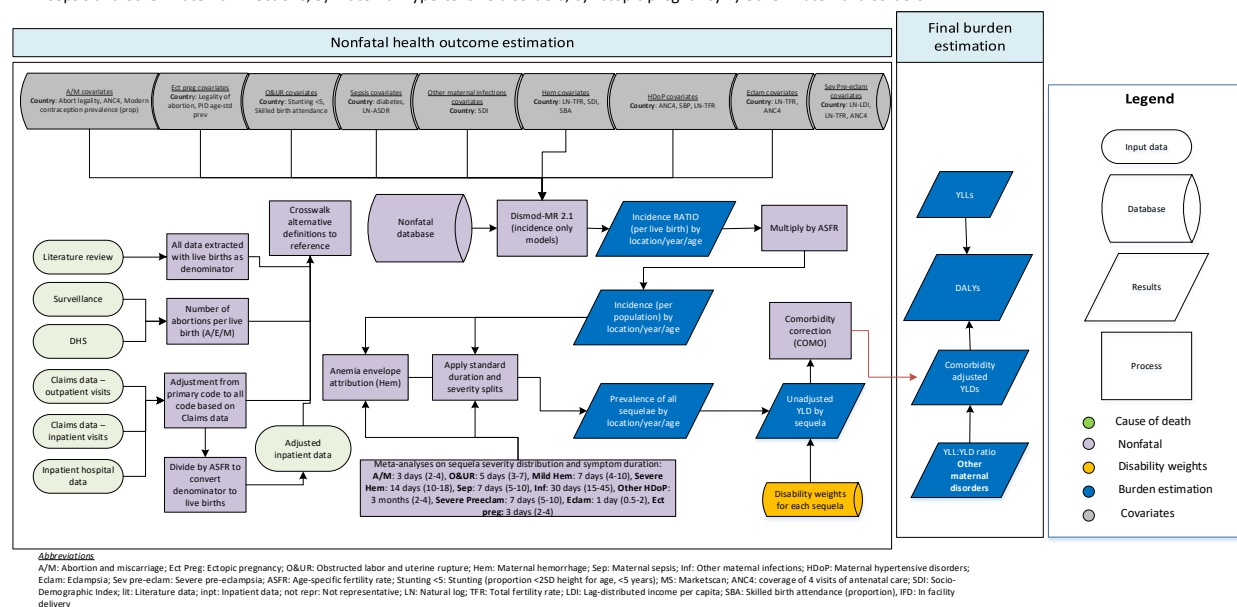 Nonfatal health outcome estimation
Final burden
estimation
A/M covariates
Country: Abort legality, ANC4, Modern
contraception prevalence (prop)
Ect preg covariates
Country: Legality of
abortion, PID age-std
prev
O&UR covariates
Country: Stunting <5,
Skilled birth attendance
Sepsis covariates
Country: diabetes,
LN-ASDR
Other maternal infections
covariates
Country: SDI
Hem covariates
Country: LN-TFR, SDI,
SBA
HDoP covariates
Country: ANC4, SBP, LN-TFR
Eclam covariates
Country: LN-TFR,
ANC4
Sev Pre-eclam
covariates
Country: LN-LDI,
LN-TFR, ANC4
Legend
Input data
Database
Results
Process
Cause of death
Nonfatal
Disability weights
Burden estimation
Covariates
Crosswalk
alternative
definitions to
reference
Nonfatal
database
Dismod-MR 2.1
(incidence only
models)
Incidence RATIO
(per live birth) by
location/year/age
Multiply by ASFR
YLLs
DALYs
Literature review
All data extracted
with live births as
denominator
Surveillance
DHS
Number of
abortions per live
birth (A/E/M)
Incidence (per
population) by
location/year/age
Comorbidity
correction
(COMO)
Claims data –
outpatient visits
Claims data –
inpatient visits
Inpatient hospital
data
Adjustment from
primary code to all
code based on
Claims data
Divide by ASFR to
convert
denominator to
live births
Adjusted
inpatient data
Anemia envelope
attribution (Hem)
Apply standard
duration and
severity splits
Prevalence of all
sequelae by
location/year/age
Unadjusted
YLD by
sequela
Comorbidity
adjusted
YLDs
YLL:YLD ratio
Other
maternal
disorders
Meta-analyses on sequela severity distribution and symptom duration:
A/M: 3 days (2-4), O&UR: 5 days (3-7), Mild Hem: 7 days (4-10), Severe
Hem: 14 days (10-18), Sep: 7 days (5-10), Inf: 30 days (15-45), Other HDoP:
3 months (2-4), Severe Preeclam: 7 days (5-10), Eclam: 1 day (0.5-2), Ect
preg: 3 days (2-4)
Disability weights
for each sequela
Abbreviations
A/M: Abortion and miscarriage; Ect Preg: Ectopic pregnancy; O&UR: Obstructed labor and uterine rupture; Hem: Maternal hemorrhage; Sep: Maternal sepsis; Inf: Other maternal infections; HDoP: Maternal hypertensive disorders;
Eclam: Eclampsia; Sev pre-eclam: Severe pre-eclampsia; ASFR: Age-specific fertility rate; Stunting <5: Stunting (proportion <2SD height for age, <5 years); MS: Marketscan; ANC4: coverage of 4 visits of antenatal care; SDI: Socio-
Demographic Index; lit: Literature data; inpt: Inpatient data; not repr: Not representative; LN: Natural log; TFR: Total fertility rate; LDI: Lag-distributed income per capita; SBA: Skilled birth attendance (proportion), IFD: In facility
delivery